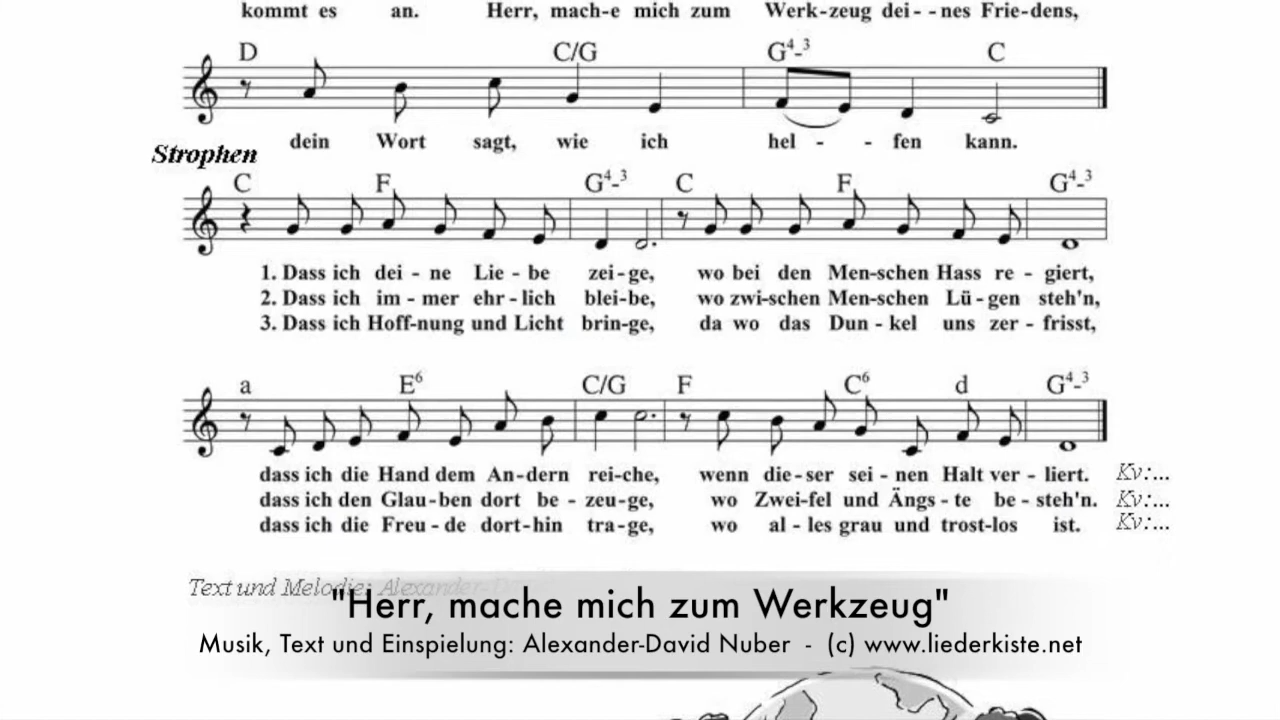 kommt es an. Herr, mach-e mich zum Werk-zeug dei--nes Frie-dens,
D C/G G4-3 C
dein Wort sagt, wie ich hel - - fen kann.
Strophen
C F G4-3 C F G4-3
1. Dass ich dei - ne Lie - be zei-ge, wo bei den Men-schen Hass re - giert,
2. Dass ich im - mer ehr - lich blei-be, wo zwi-schen Men-schen Lü - gen steh'n,
3. Dass ich Hoff-nung und Licht brin-ge, da wo das Dun - kel uns zer - frisst,
a E6 C/G F C6 d G4-3
dass ich die Hand dem An-dern rei-che, wenn die-ser sei - nen Halt ver - liert. Kv:...
dass ich den Glau-ben dort be - zeu-ge, wo Zwei-fel und Ängs - te be - steh'n. Kv:...
dass ich die Freu - de dort-hin tra-ge, wo al - les grau und trost-los ist. Kv:...
Text und Melodie: Alexander-D
"Herr, mache mich zum Werkzeug"
Musik, Text und Einspielung: Alexander-David Nuber - (c) www.liederkiste.net